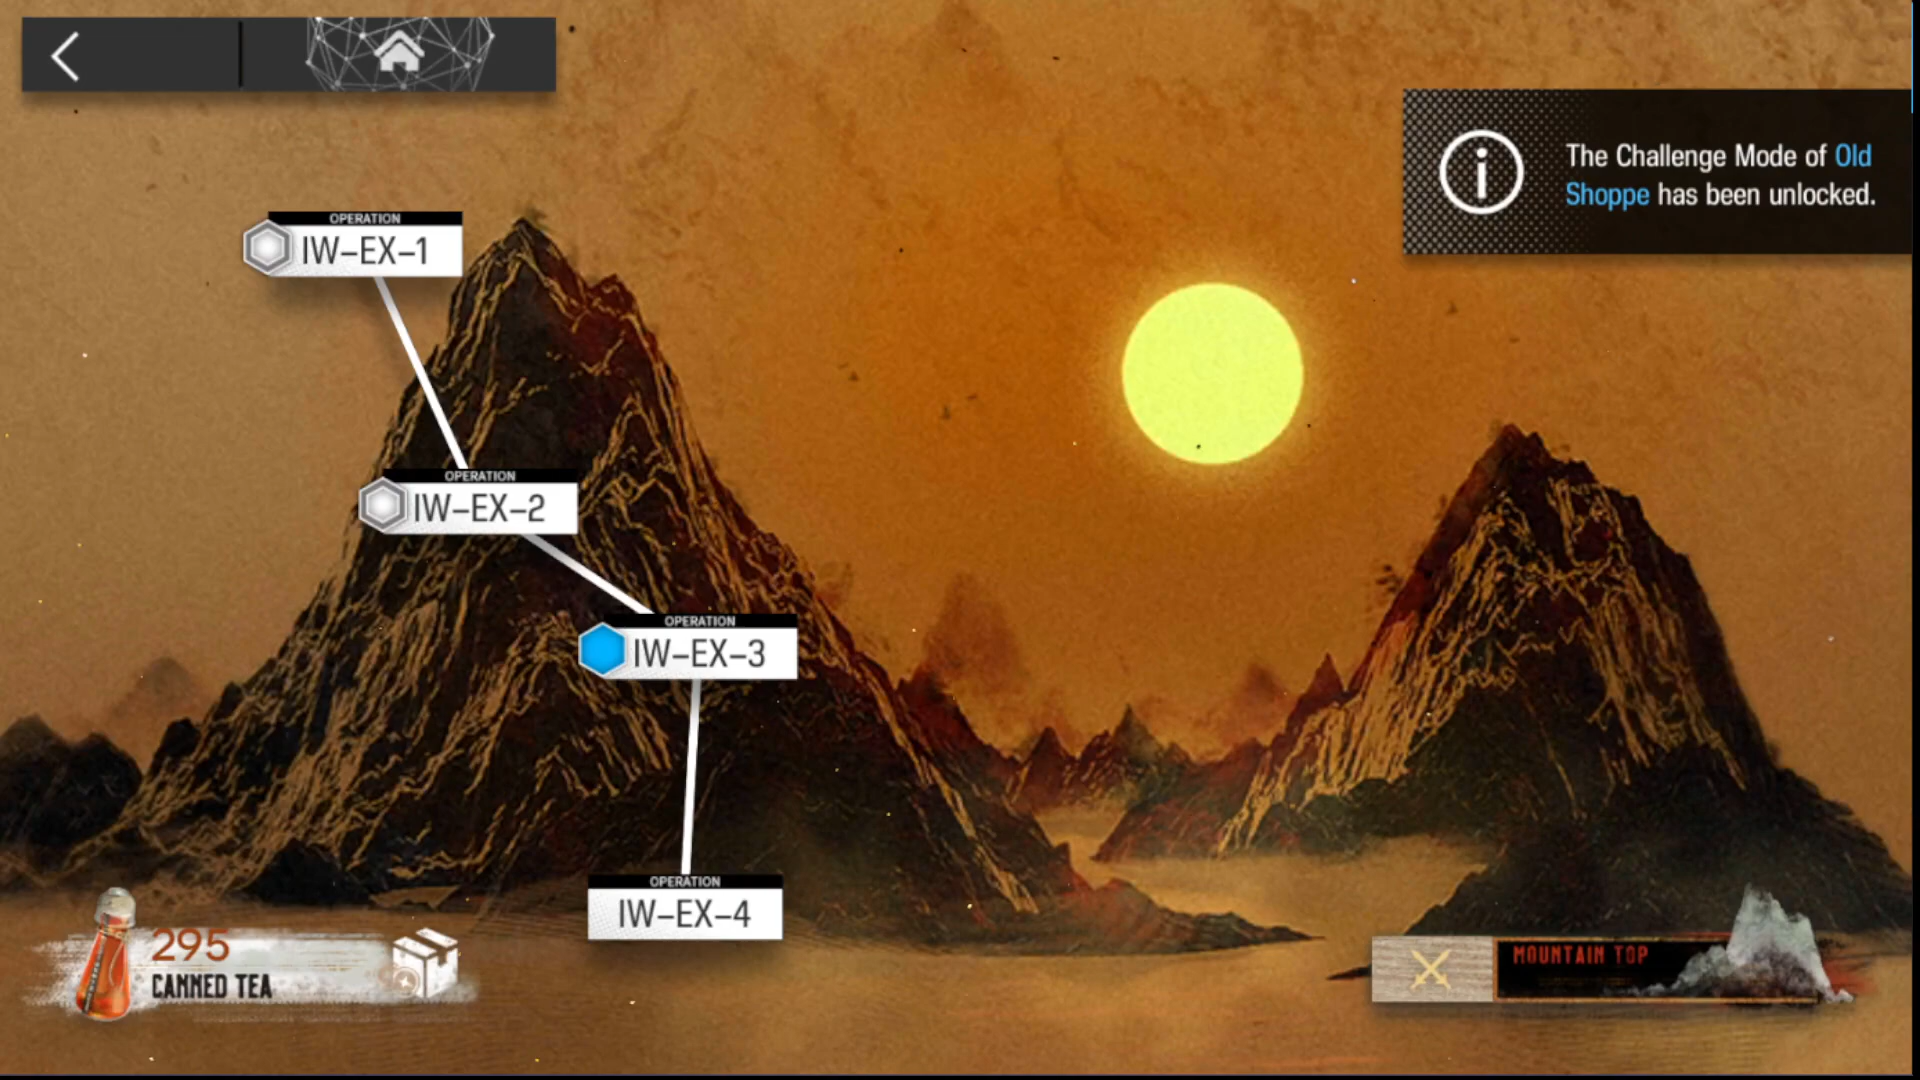 The Challenge Mode of Old
Shoppe has been unlocked.
OPERATION
IW-EX-1
OPERATION
IW-EX-2
OPERATION
IW-EX-3
OPERATION
IW-EX-4
295
CANNED TEA
MOUNTAIN TOP